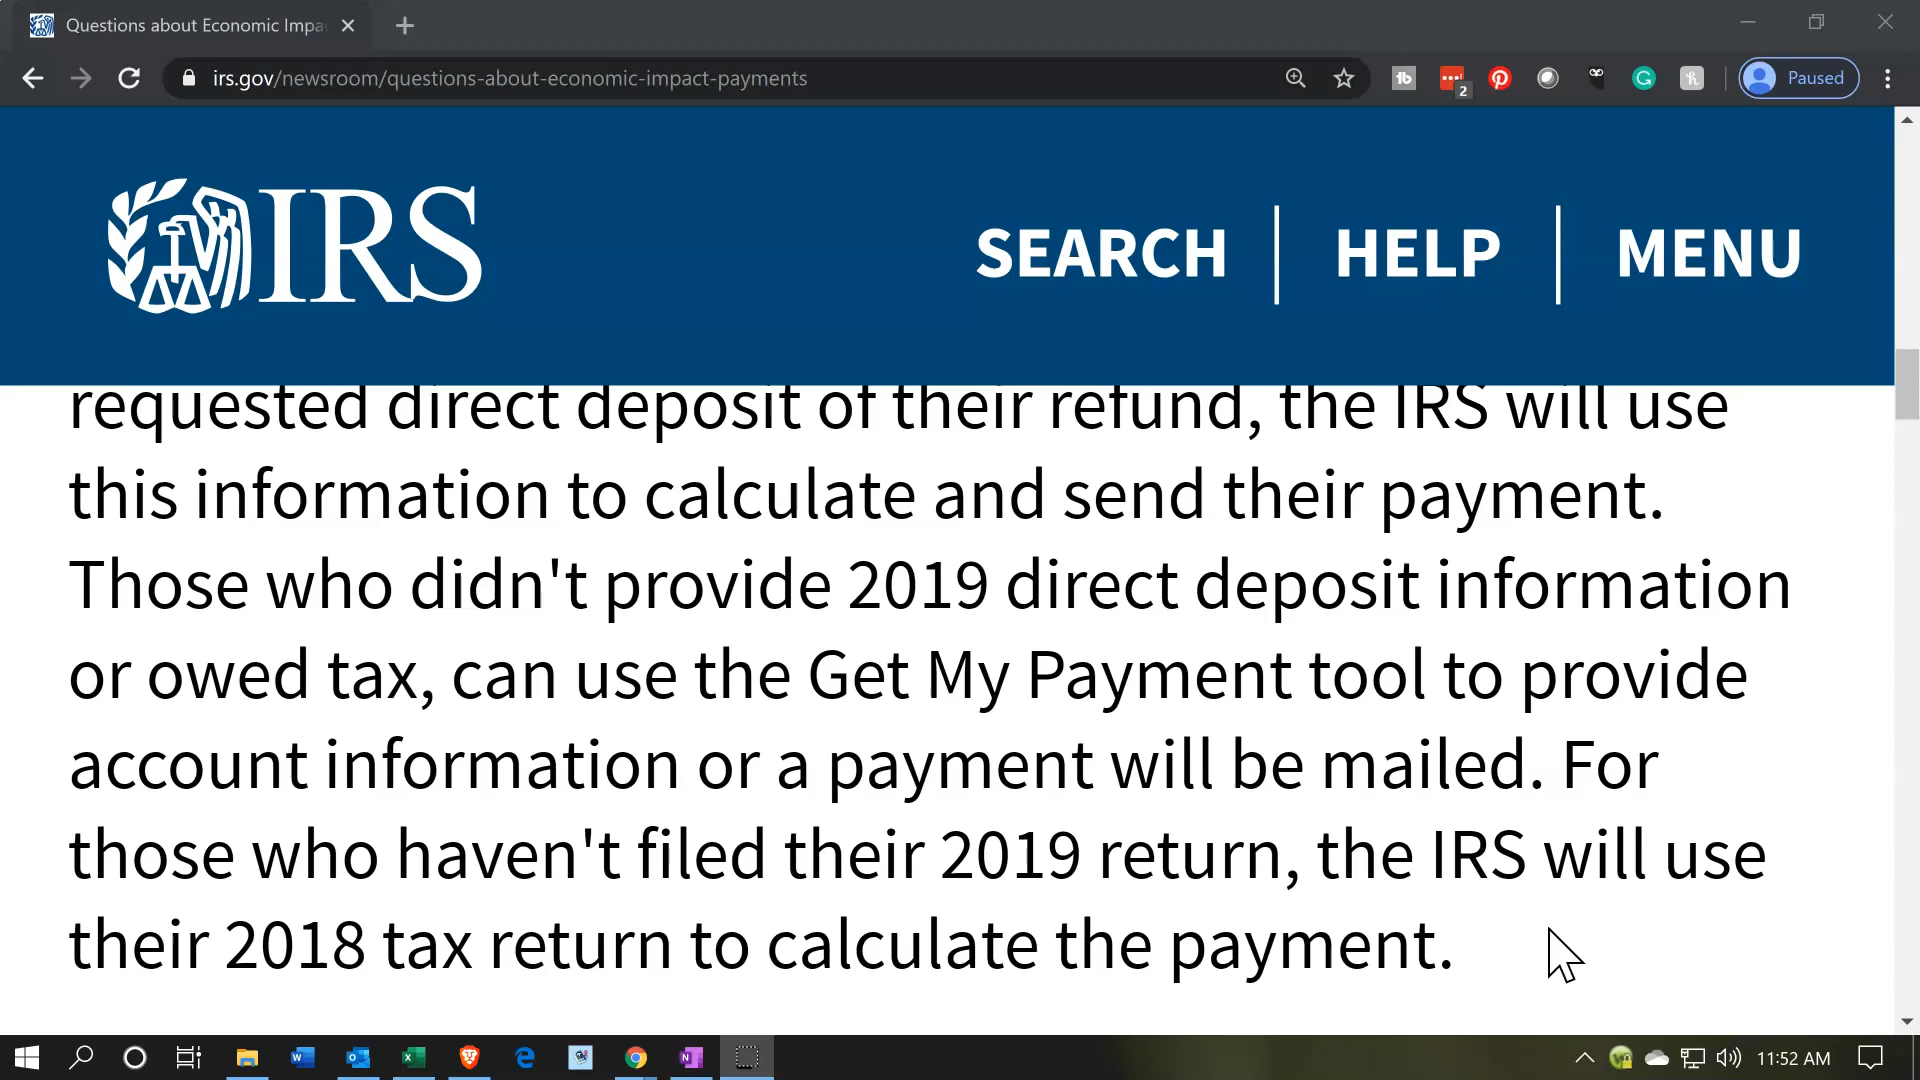 Questions about Economic Impa
irs.gov/newsroom/questions-about-economic-impact-payments
2
Paused
IRS
SEARCH | HELP | MENU
requested direct deposit of their refund, the IRS will use
this information to calculate and send their payment.
Those who didn't provide 2019 direct deposit information
or owed tax, can use the Get My Payment tool to provide
account information or a payment will be mailed. For
those who haven't filed their 2019 return, the IRS will use
their 2018 tax return to calculate the payment.
11:52 AM